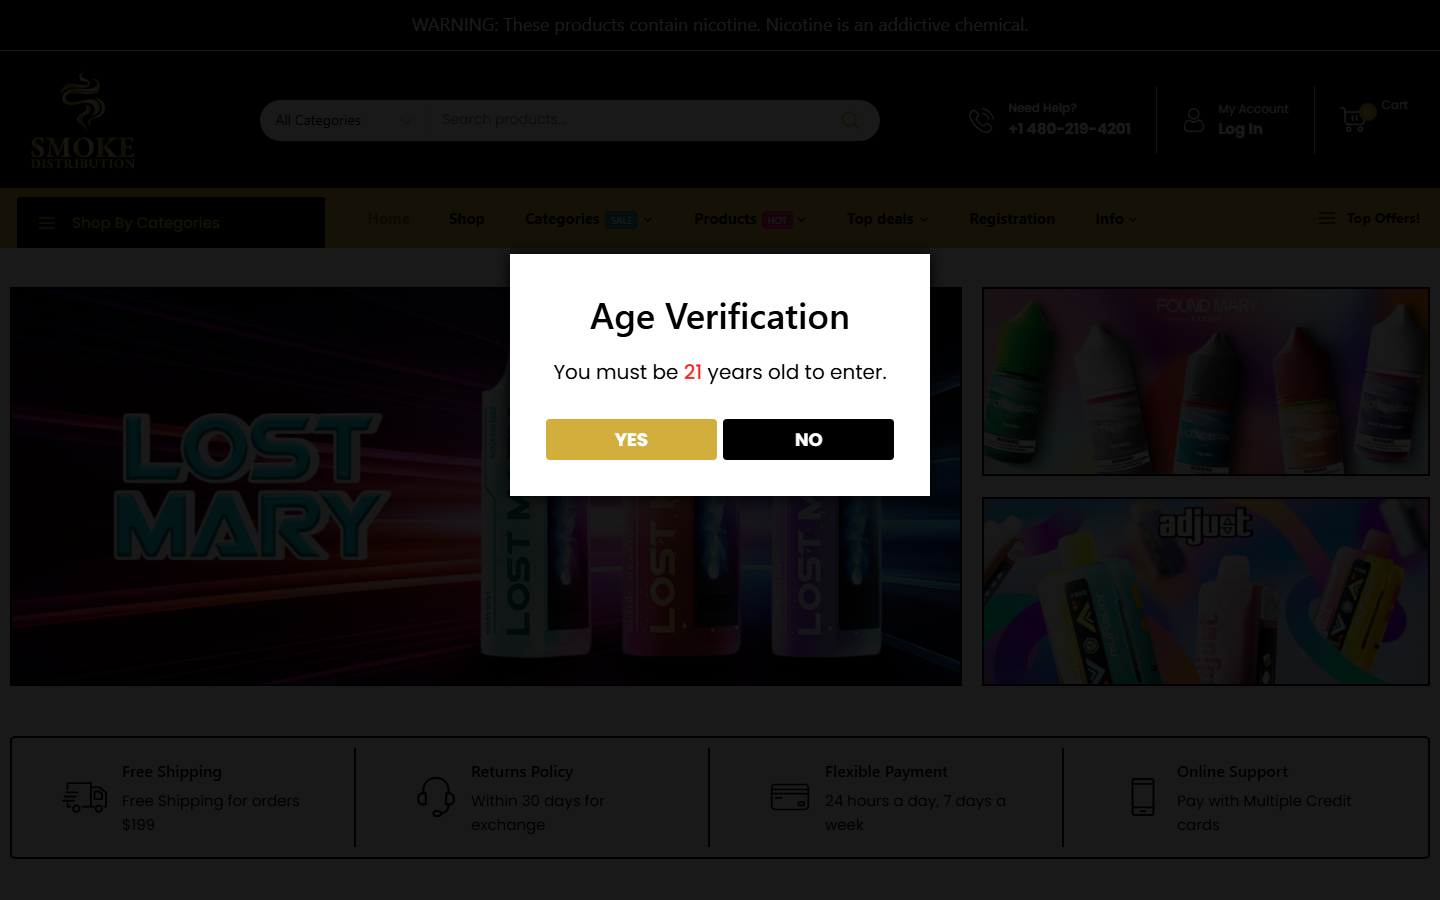 WARNING: These products contain nicotine. Nicotine is an addictive chemical.
SMOKE
DISTRIBUTION
All Categories
Search products...
Need Help?
+1 480-219-4201
My Account
Log In
0
Cart
Shop By Categories
Home
Shop
Categories
SALE
Products
HOT
Top deals
Registration
Info
Top Offers!
Age Verification
You must be 21 years old to enter.
YES
NO
LOST
MARY
LOST M
LOST M
LOST M
FOUND MARY
adjust
adjust
Free Shipping
Free Shipping for orders
$199
Returns Policy
Within 30 days for
exchange
Flexible Payment
24 hours a day, 7 days a
week
Online Support
Pay with Multiple Credit
cards